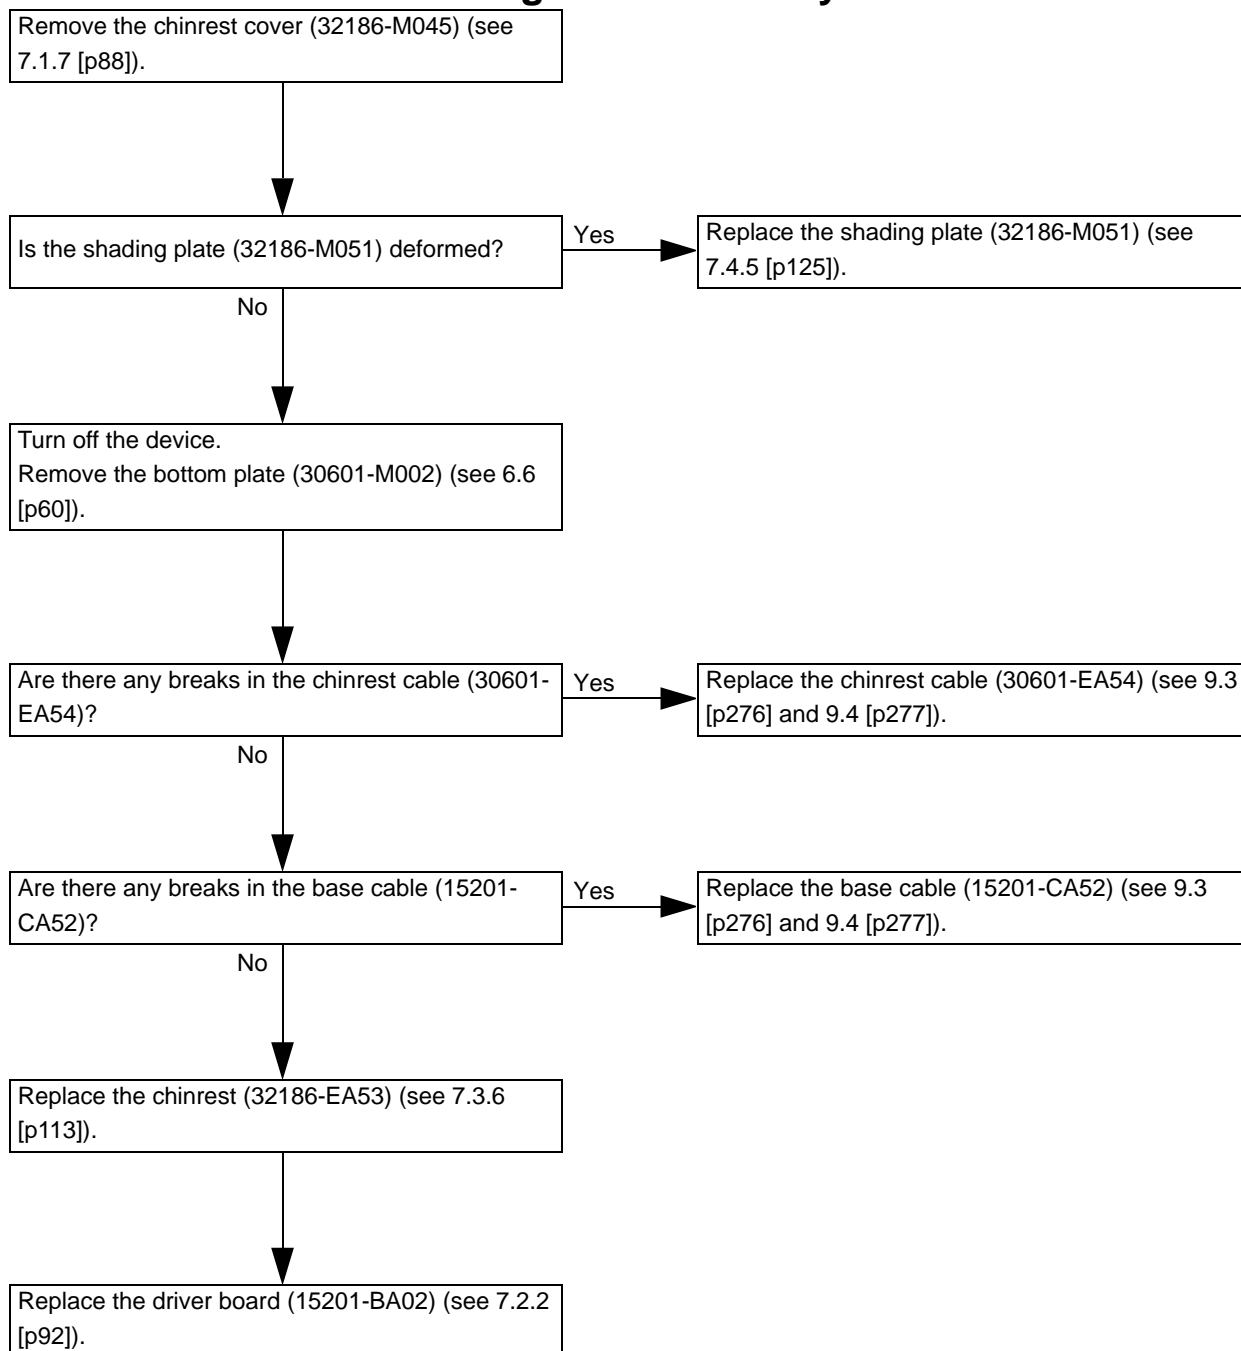 Remove the chinrest cover (32186-M045) (see
7.1.7 [p88]).
Is the shading plate (32186-M051) deformed?
Yes
Replace the shading plate (32186-M051) (see
7.4.5 [p125]).
No
Turn off the device.
Remove the bottom plate (30601-M002) (see 6.6
[p60]).
Are there any breaks in the chinrest cable (30601-
EA54)?
Yes
Replace the chinrest cable (30601-EA54) (see 9.3
[p276] and 9.4 [p277]).
No
Are there any breaks in the base cable (15201-
CA52)?
Yes
Replace the base cable (15201-CA52) (see 9.3
[p276] and 9.4 [p277]).
No
Replace the chinrest (32186-EA53) (see 7.3.6
[p113]).
Replace the driver board (15201-BA02) (see 7.2.2
[p92]).